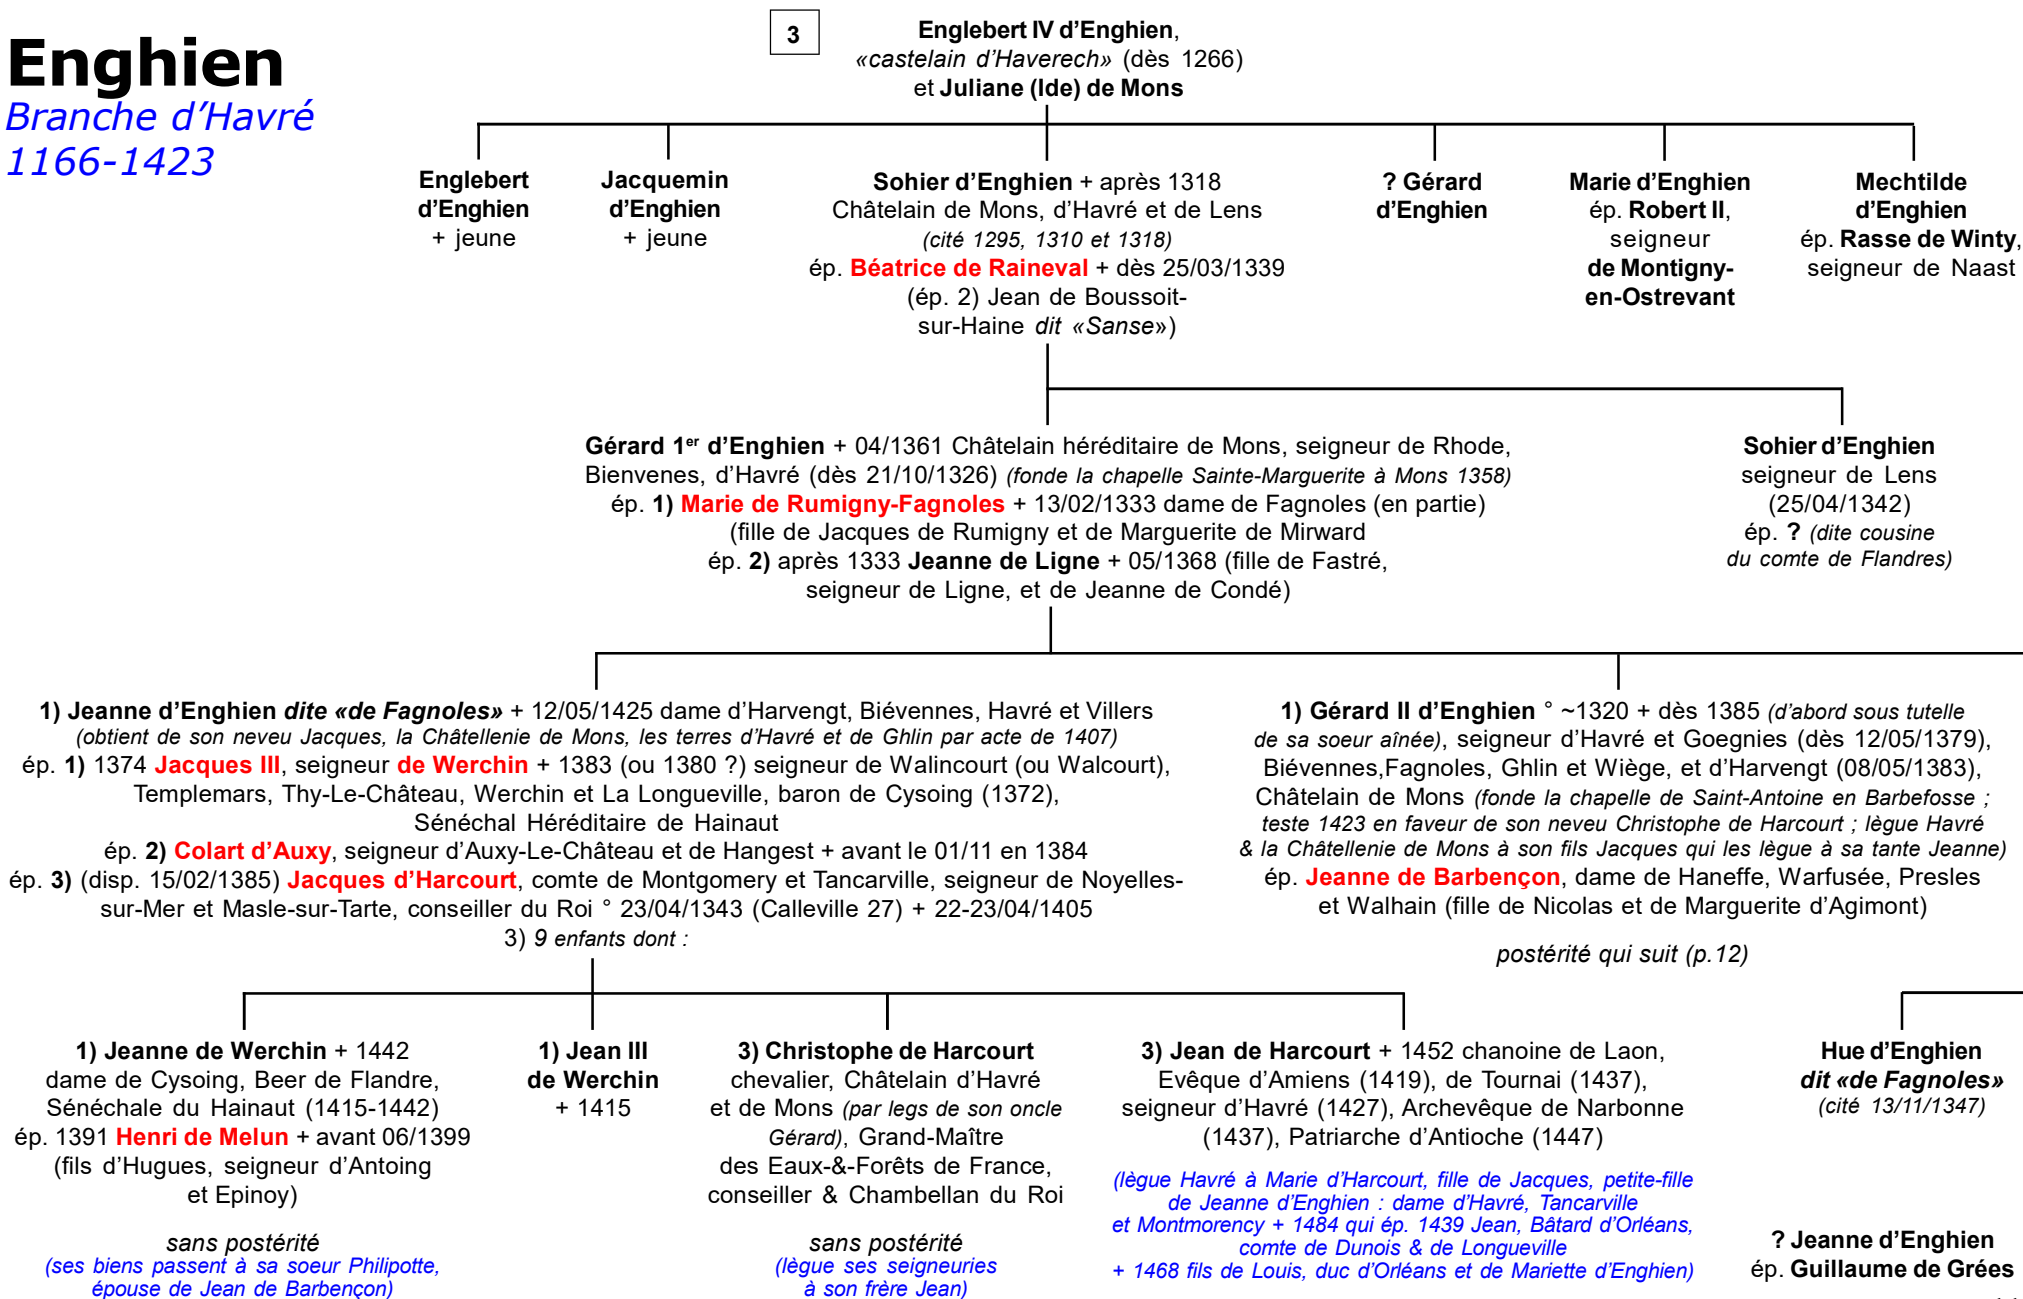 Enghien
Branche d’Havré
1166-1423
3
Englebert IV d’Enghien,
«castelain d’Haverech» (dès 1266)
et Juliane (Ide) de Mons
Englebert
d’Enghien
+ jeune
Jacquemin
d’Enghien
+ jeune
Sohier d’Enghien + après 1318
Châtelain de Mons, d’Havré et de Lens
(cité 1295, 1310 et 1318)
ép. Béatrice de Raineval + dès 25/03/1339
(ép. 2) Jean de Boussoit-
sur-Haine dit «Sanse»)
? Gérard
d’Enghien
Marie d’Enghien
ép. Robert II,
seigneur
de Montigny-
en-Ostrevant
Mechtilde
d’Enghien
ép. Rasse de Winty,
seigneur de Naast
Gérard 1er d’Enghien + 04/1361 Châtelain héréditaire de Mons, seigneur de Rhode,
Bienvenes, d’Havré (dès 21/10/1326) (fonde la chapelle Sainte-Marguerite à Mons 1358)
ép. 1) Marie de Rumigny-Fagnoles + 13/02/1333 dame de Fagnoles (en partie)
(fille de Jacques de Rumigny et de Marguerite de Mirward
ép. 2) après 1333 Jeanne de Ligne + 05/1368 (fille de Fastré,
seigneur de Ligne, et de Jeanne de Condé)
Sohier d’Enghien
seigneur de Lens
(25/04/1342)
ép. ? (dite cousine
du comte de Flandres)
1) Jeanne d’Enghien dite «de Fagnoles» + 12/05/1425 dame d’Harvengt, Biévennes, Havré et Villers
(obtient de son neveu Jacques, la Châtellenie de Mons, les terres d’Havré et de Ghlin par acte de 1407)
ép. 1) 1374 Jacques III, seigneur de Werchin + 1383 (ou 1380 ?) seigneur de Walincourt (ou Walcourt),
Templemars, Thy-Le-Château, Werchin et La Longueville, baron de Cysoing (1372),
Sénéchal Héréditaire de Hainaut
ép. 2) Colart d’Auxy, seigneur d’Auxy-Le-Château et de Hangest + avant le 01/11 en 1384
ép. 3) (disp. 15/02/1385) Jacques d’Harcourt, comte de Montgomery et Tancarville, seigneur de Noyelles-
sur-Mer et Masle-sur-Tarte, conseiller du Roi ° 23/04/1343 (Calleville 27) + 22-23/04/1405
3) 9 enfants dont :
1) Gérard II d’Enghien ° ~1320 + dès 1385 (d’abord sous tutelle
de sa soeur aînée), seigneur d’Havré et Goegnies (dès 12/05/1379),
Biévennes,Fagnoles, Ghlin et Wiège, et d’Harvengt (08/05/1383),
Châtelain de Mons (fonde la chapelle de Saint-Antoine en Barbefosse ;
teste 1423 en faveur de son neveu Christophe de Harcourt ; lègue Havré
& la Châtellenie de Mons à son fils Jacques qui les lègue à sa tante Jeanne)
ép. Jeanne de Barbençon, dame de Haneffe, Warfusée, Presles
et Walhain (fille de Nicolas et de Marguerite d’Agimont)
postérité qui suit (p.12)
1) Jeanne de Werchin + 1442
dame de Cysoing, Beer de Flandre,
Sénéchale du Hainaut (1415-1442)
ép. 1391 Henri de Melun + avant 06/1399
(fils d’Hugues, seigneur d’Antoing
et Epinoy)
sans postérité
(ses biens passent à sa soeur Philipotte,
épouse de Jean de Barbençon)
1) Jean III
de Werchin
+ 1415
3) Christophe de Harcourt
chevalier, Châtelain d’Havré
et de Mons (par legs de son oncle
Gérard), Grand-Maître
des Eaux-&-Forêts de France,
conseiller & Chambellan du Roi
sans postérité
(lègue ses seigneuries
à son frère Jean)
3) Jean de Harcourt + 1452 chanoine de Laon,
Evêque d’Amiens (1419), de Tournai (1437),
seigneur d’Havré (1427), Archevêque de Narbonne
(1437), Patriarche d’Antioche (1447)
(lègue Havré à Marie d’Harcourt, fille de Jacques, petite-fille
de Jeanne d’Enghien : dame d’Havré, Tancarville
et Montmorency + 1484 qui ép. 1439 Jean, Bâtard d’Orléans,
comte de Dunois & de Longueville
+ 1468 fils de Louis, duc d’Orléans et de Mariette d’Enghien)
Hue d’Enghien
dit «de Fagnoles»
(cité 13/11/1347)
? Jeanne d’Enghien
ép. Guillaume de Grées